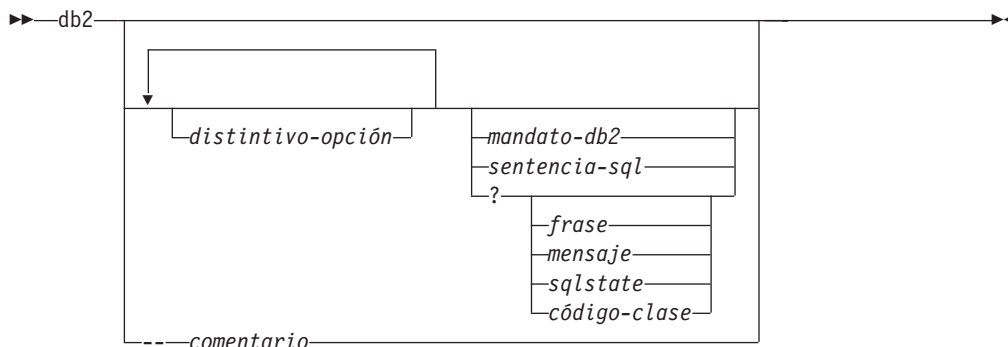 db2
distintivo-opción
mandato-db2
sentencia-sql
?
frase
mensaje
sqlstate
código-clase
-- comentario